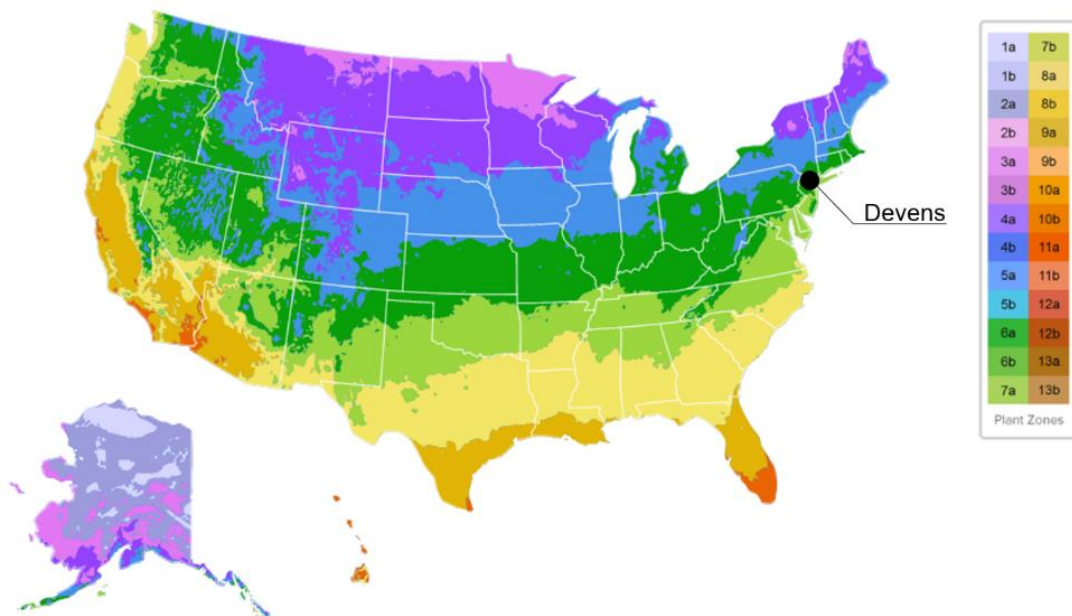 1a 7b
1b 8a
2a 8b
2b 9a
3a 9b
3b 10a
4a 10b
4b 11a
5a 11b
5b 12a
6a 12b
6b 13a
7a 13b
Plant Zones
Devens